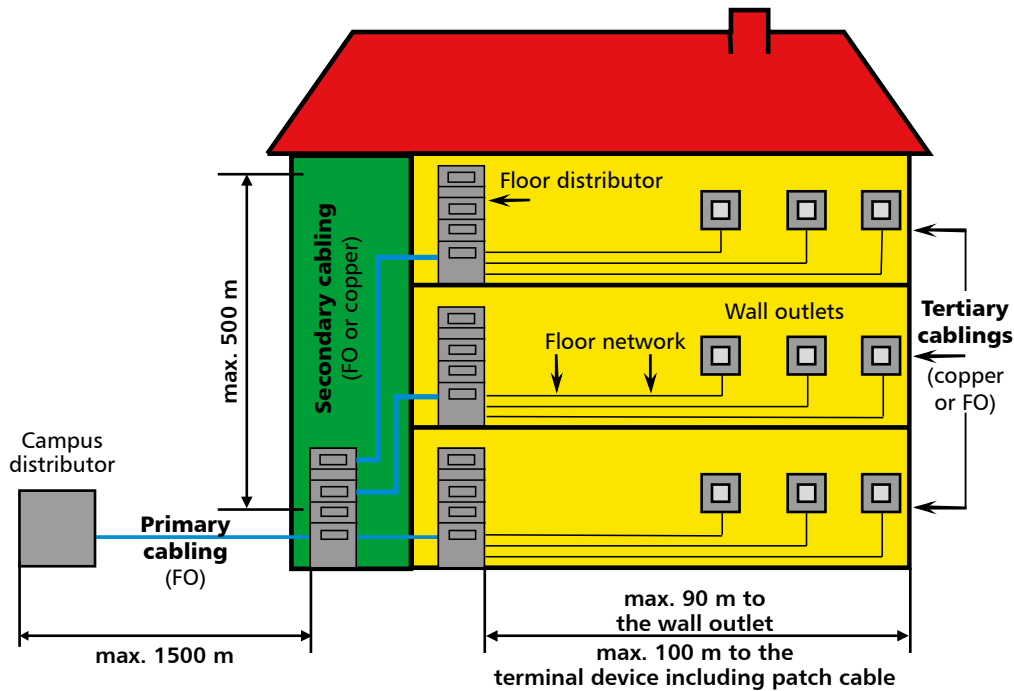 Floor distributor
Secondary cabling
(FO or copper)
max. 500 m
Wall outlets
Floor network
Tertiary
cablings
(copper
or FO)
Campus
distributor
Primary
cabling
(FO)
max. 1500 m
max. 90 m to
the wall outlet
max. 100 m to the
terminal device including patch cable